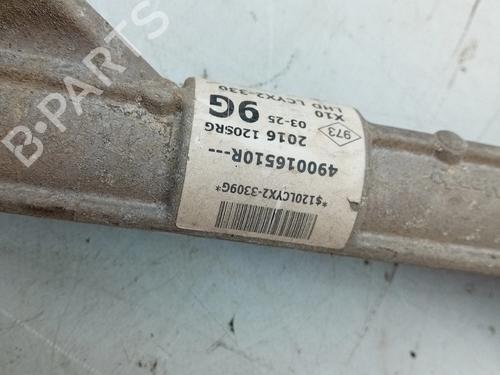 X10
LHD LCYX2-330
973
9G
03-25
2016 120SRG
490016510R---
*$120LCYX2-3309G*
B-PARTS